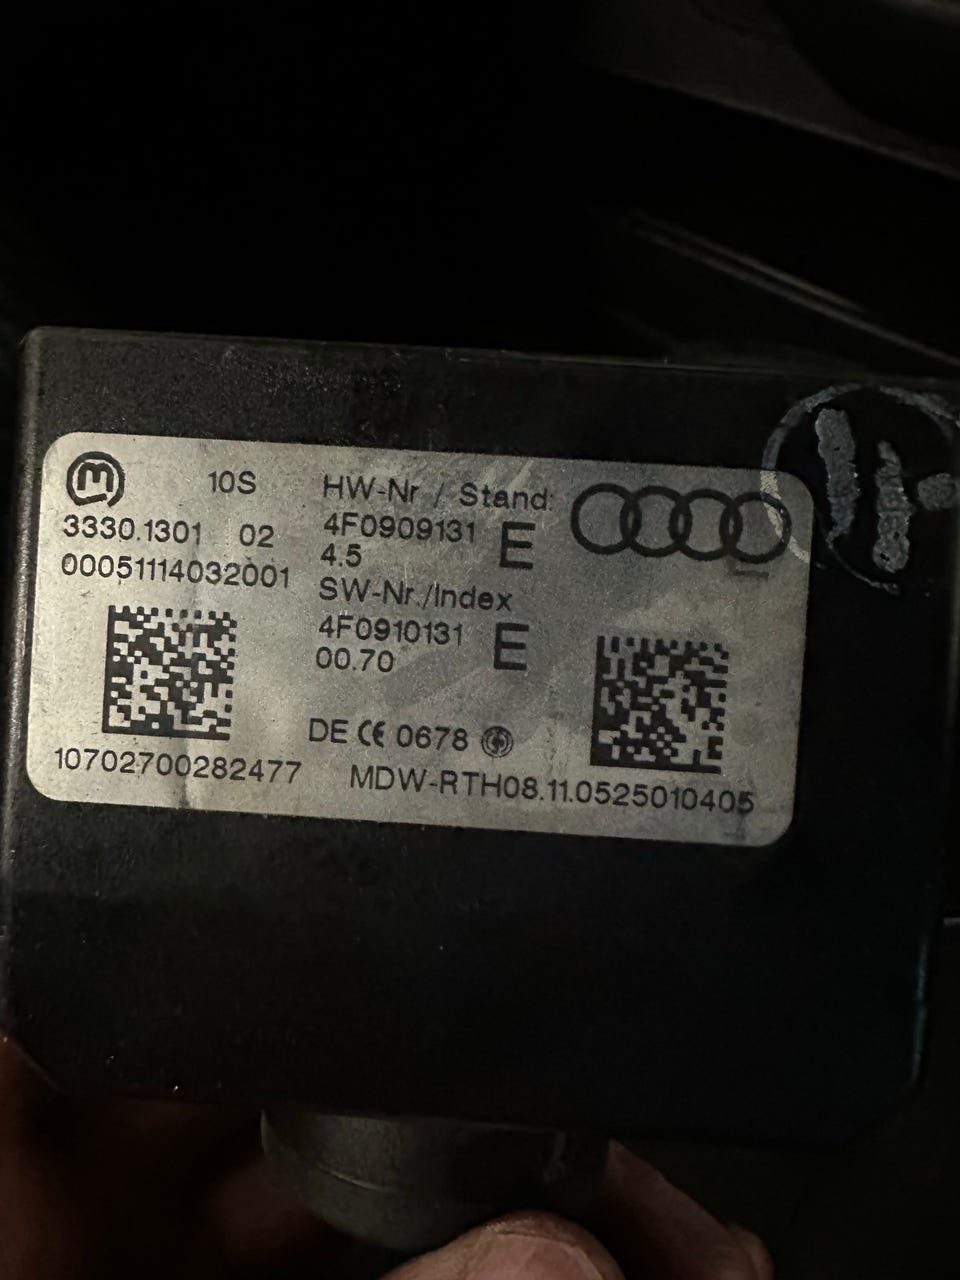 10S
3330.1301 02
00051114032001
10702700282477
HW-Nr / Stand:
4F0909131 E
4.5
SW-Nr./Index
4F0910131 E
00.70
DE CE 0678
MDW-RTH08.11.0525010405